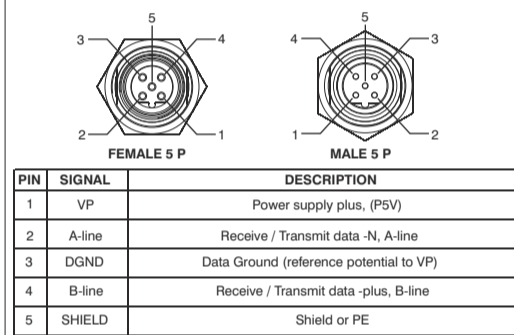 5 5
3 4 4 3
2 1 1 2
FEMALE 5 P MALE 5 P
PIN SIGNAL DESCRIPTION
1 VP Power supply plus, (P5V)
2 A-line Receive / Transmit data -N, A-line
3 DGND Data Ground (reference potential to VP)
4 B-line Receive / Transmit data -plus, B-line
5 SHIELD Shield or PE